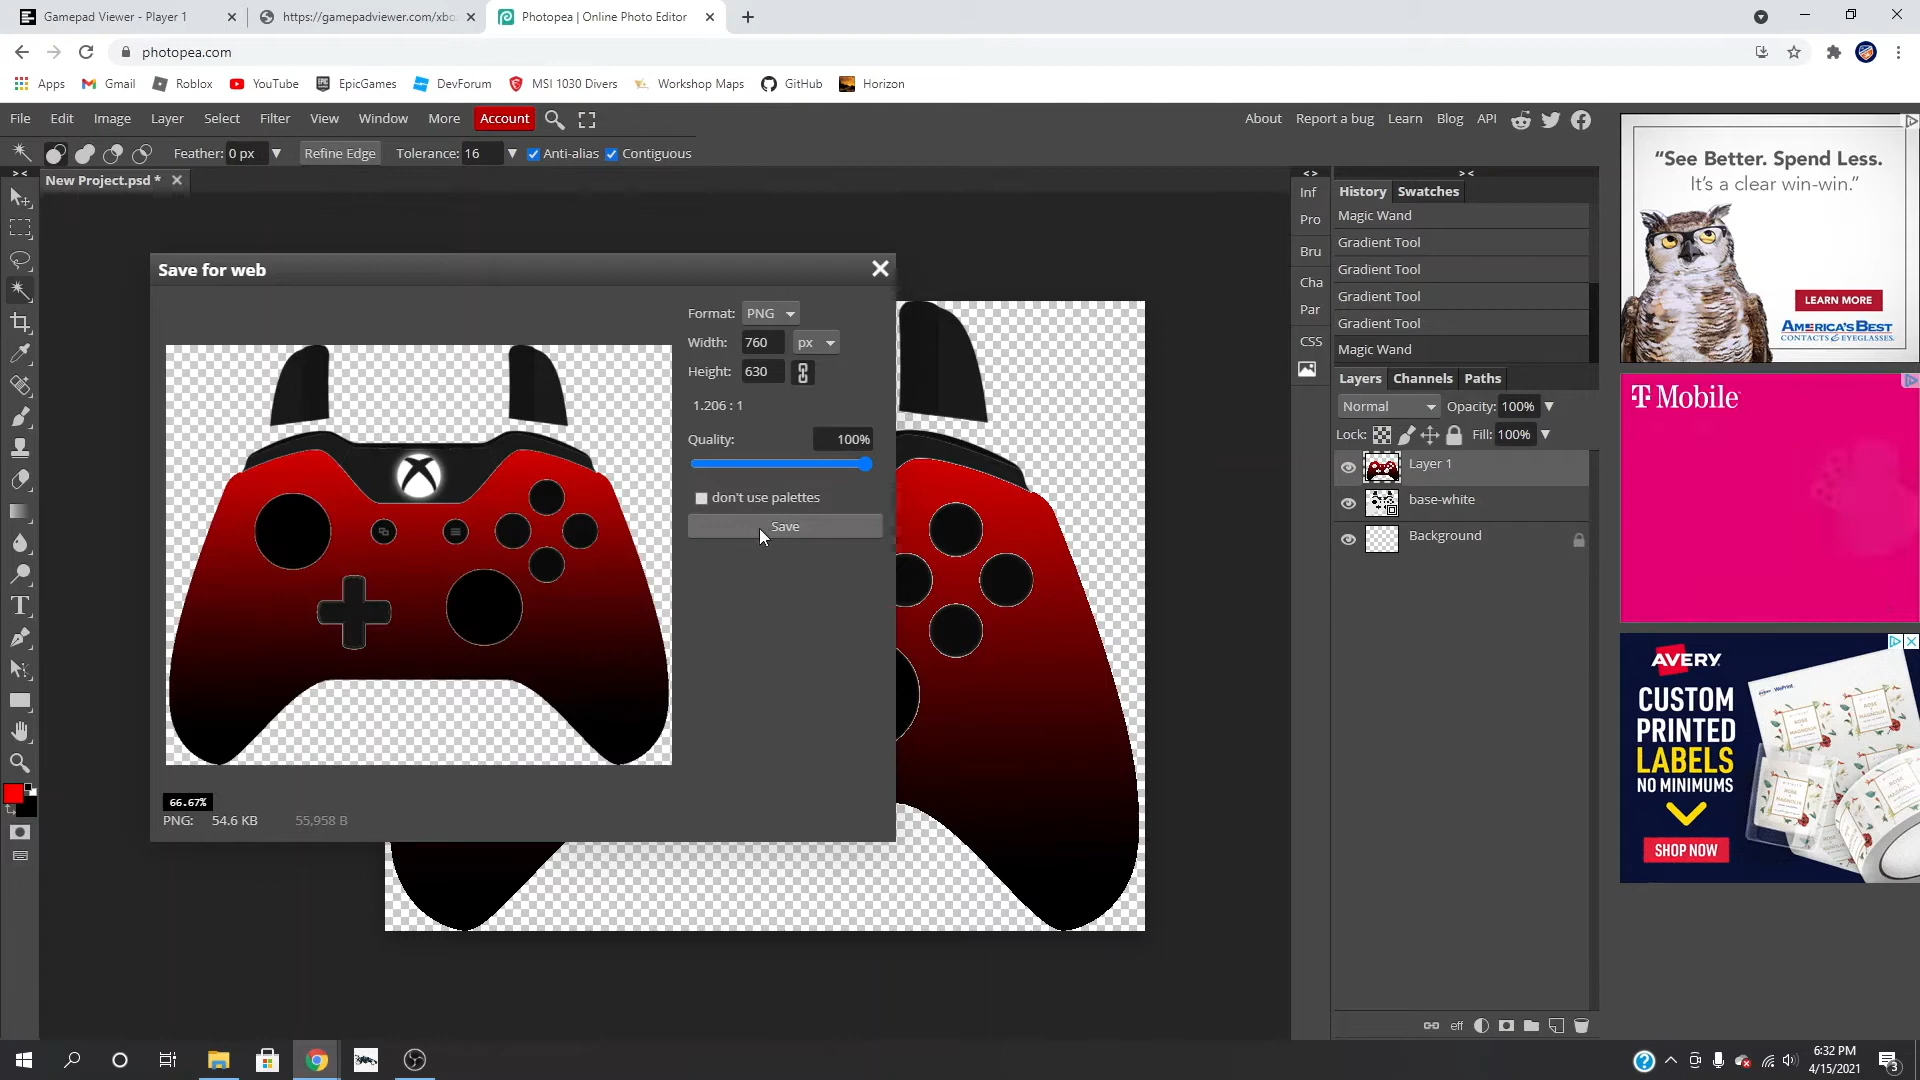 Gamepad Viewer - Player 1
https://gamepadviewer.com/xbo
Photopea | Online Photo Editor
photopea.com
Apps
Gmail
Roblox
YouTube
EpicGames
DevForum
MSI 1030 Divers
Workshop Maps
GitHub
Horizon
File Edit Image Layer Select Filter View Window More Account
About Report a bug Learn Blog API
Feather: 0 px Refine Edge Tolerance: 16 Anti-alias Contiguous
New Project.psd *
Save for web
Format: PNG
Width: 760 px
Height: 630
1.206 : 1
Quality: 100%
don't use palettes
Save
66.67%
PNG: 54.6 KB 55,958 B
Inf
Pro
Bru
Cha
Par
CSS
History Swatches
Magic Wand
Gradient Tool
Gradient Tool
Gradient Tool
Gradient Tool
Magic Wand
Layers Channels Paths
Normal Opacity: 100%
Lock: Fill: 100%
Layer 1
base-white
Background
eff
“See Better. Spend Less.
It’s a clear win-win.”
LEARN MORE
AMERICA'S BEST
CONTACTS & EYEGLASSES
T Mobile
AVERY
CUSTOM
PRINTED
LABELS
NO MINIMUMS
SHOP NOW
6:32 PM
4/15/2021
3